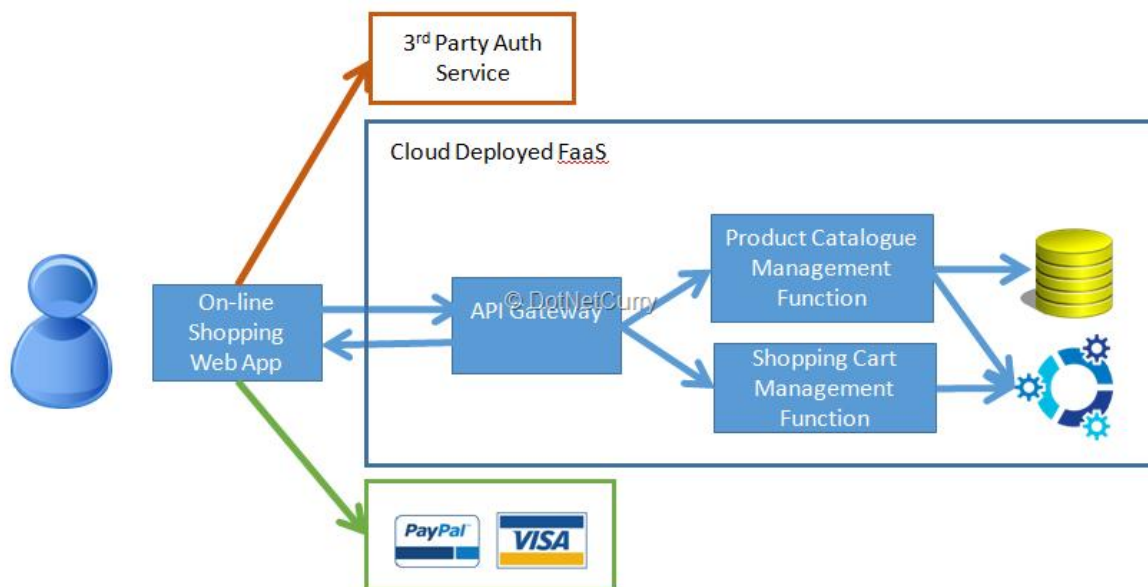 3rd Party Auth
Service
Cloud Deployed FaaS
On-line
Shopping
Web App
API Gateway
© DotNetCurry
Product Catalogue
Management
Function
Shopping Cart
Management
Function
PayPal
VISA